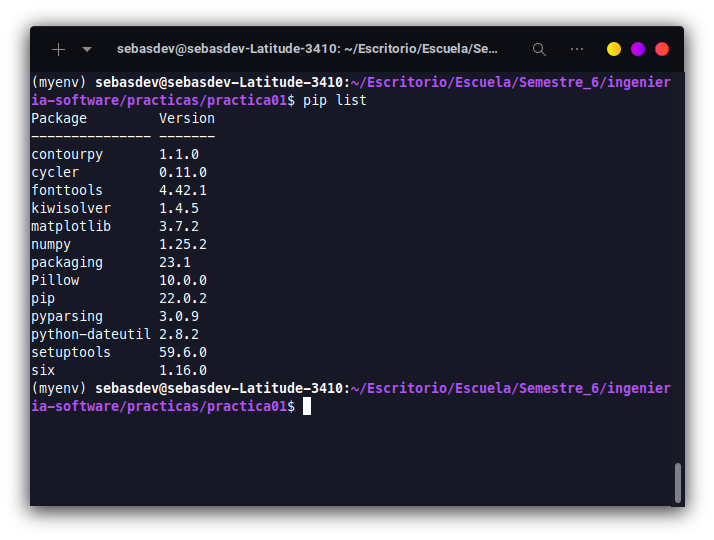 sebasdev@sebasdev-Latitude-3410: ~/Escritorio/Escuela/Se...
(myenv) sebasdev@sebasdev-Latitude-3410:~/Escritorio/Escuela/Semestre_6/ingenier
ia-software/practicas/practica01$ pip list
Package         Version
--------------- -------
contourpy       1.1.0
cycler          0.11.0
fonttools       4.42.1
kiwisolver      1.4.5
matplotlib      3.7.2
numpy           1.25.2
packaging       23.1
Pillow          10.0.0
pip             22.0.2
pyparsing       3.0.9
python-dateutil 2.8.2
setuptools      59.6.0
six             1.16.0
(myenv) sebasdev@sebasdev-Latitude-3410:~/Escritorio/Escuela/Semestre_6/ingenier
ia-software/practicas/practica01$